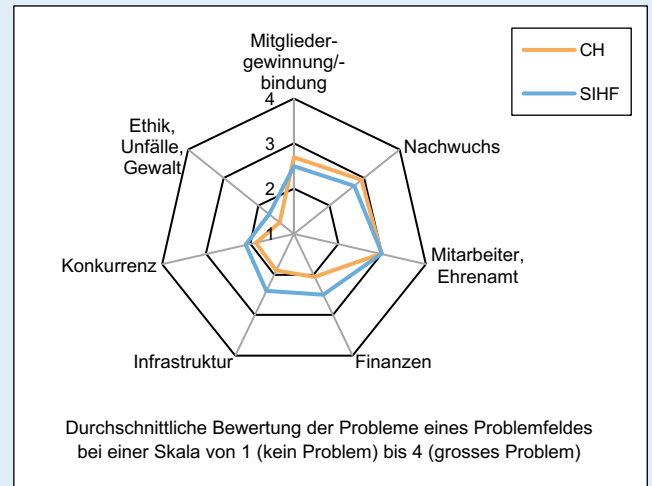 CH
SIHF
Mitglieder-
gewinnung/-
bindung
4
3
2
1
Ethik,
Unfälle,
Gewalt
Nachwuchs
Konkurrenz
Mitarbeiter,
Ehrenamt
Infrastruktur
Finanzen
Durchschnittliche Bewertung der Probleme eines Problemfeldes
bei einer Skala von 1 (kein Problem) bis 4 (grosses Problem)